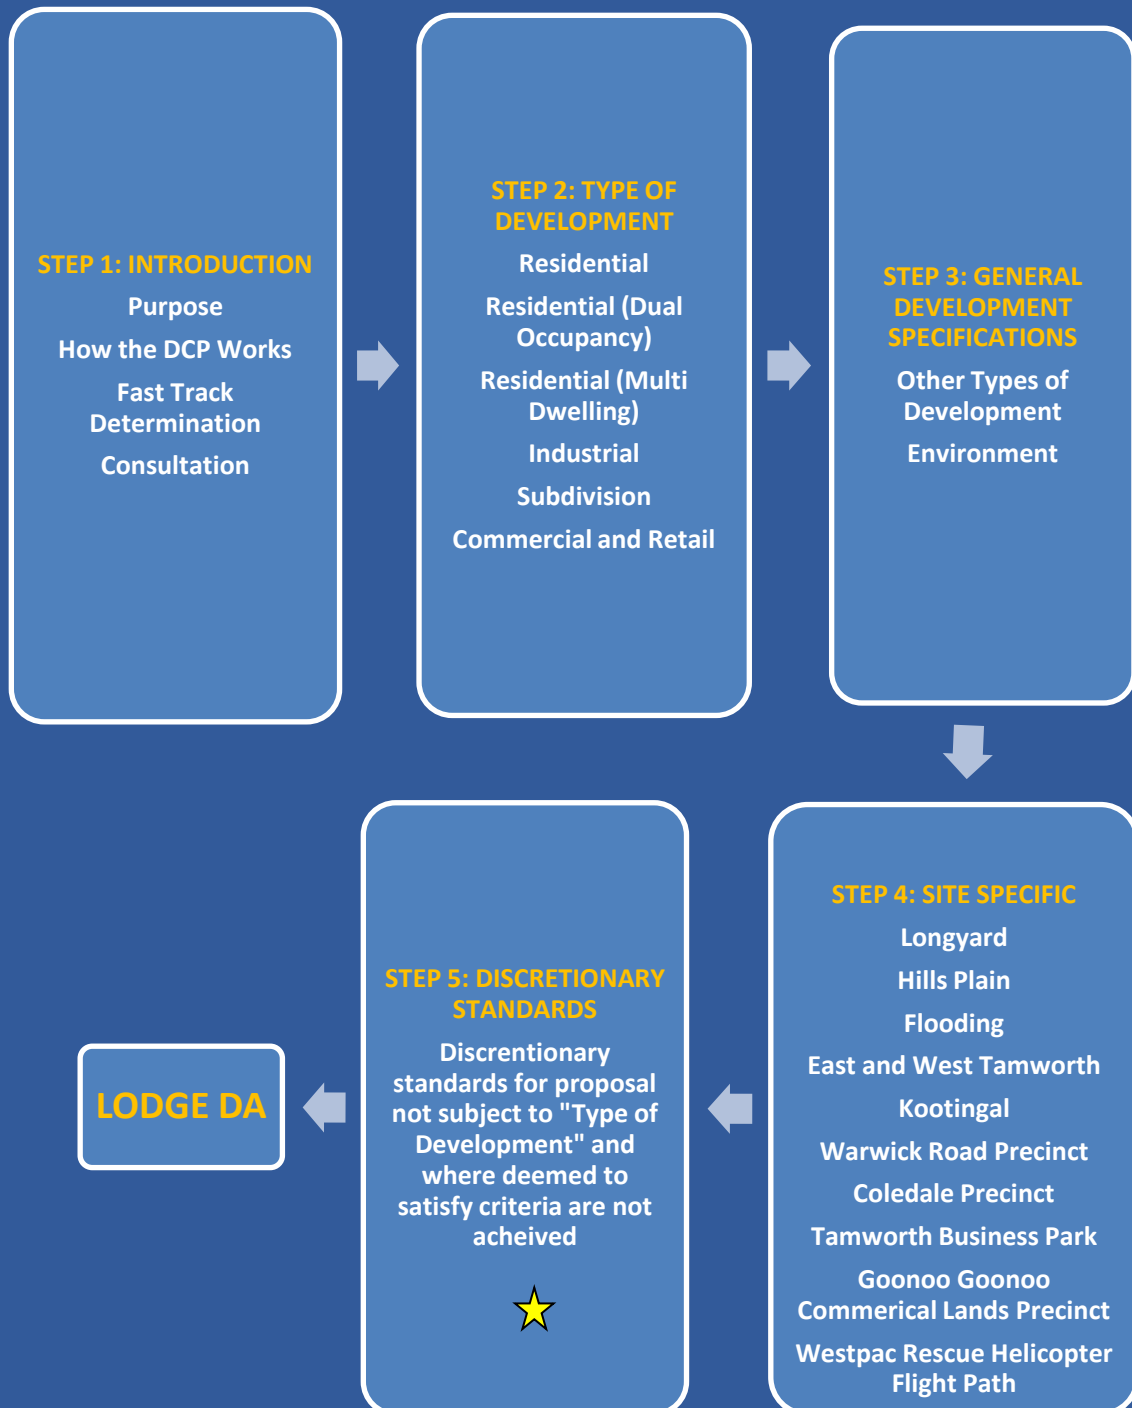 STEP 1: INTRODUCTION
Purpose
How the DCP Works
Fast Track
Determination
Consultation
STEP 2: TYPE OF
DEVELOPMENT
Residential
Residential (Dual
Occupancy)
Residential (Multi
Dwelling)
Industrial
Subdivision
Commercial and Retail
STEP 3: GENERAL
DEVELOPMENT
SPECIFICATIONS
Other Types of
Development
Environment
STEP 4: SITE SPECIFIC
Longyard
Hills Plain
Flooding
East and West Tamworth
Kootingal
Warwick Road Precinct
Coledale Precinct
Tamworth Business Park
Goonoo Goonoo
Commerical Lands Precinct
Westpac Rescue Helicopter
Flight Path
STEP 5: DISCRETIONARY
STANDARDS
Discrentionary
standards for proposal
not subject to "Type of
Development" and
where deemed to
satisfy criteria are not
acheived
LODGE DA